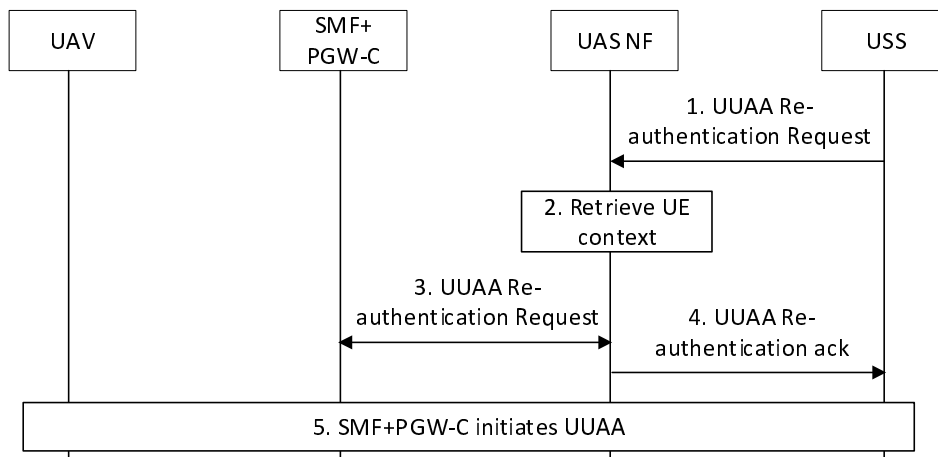 UAV
SMF+
PGW-C
UAS NF
USS
1. UUAA Re-
authentication Request
2. Retrieve UE
context
3. UUAA Re-
authentication Request
4. UUAA Re-
authentication ack
5. SMF+PGW-C initiates UUAA